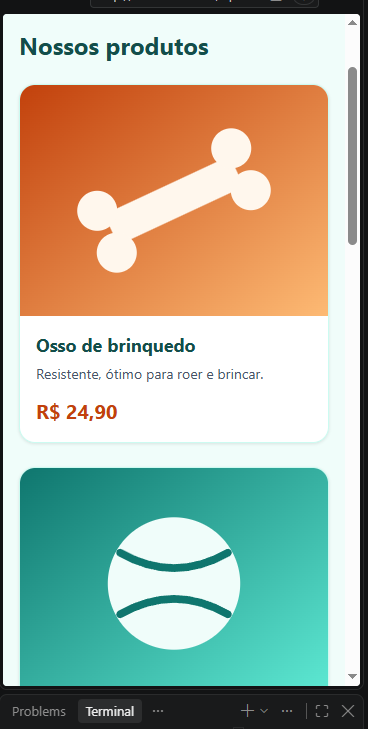 Nossos produtos
Osso de brinquedo
Resistente, ótimo para roer e brincar.
R$ 24,90
Problems
Terminal